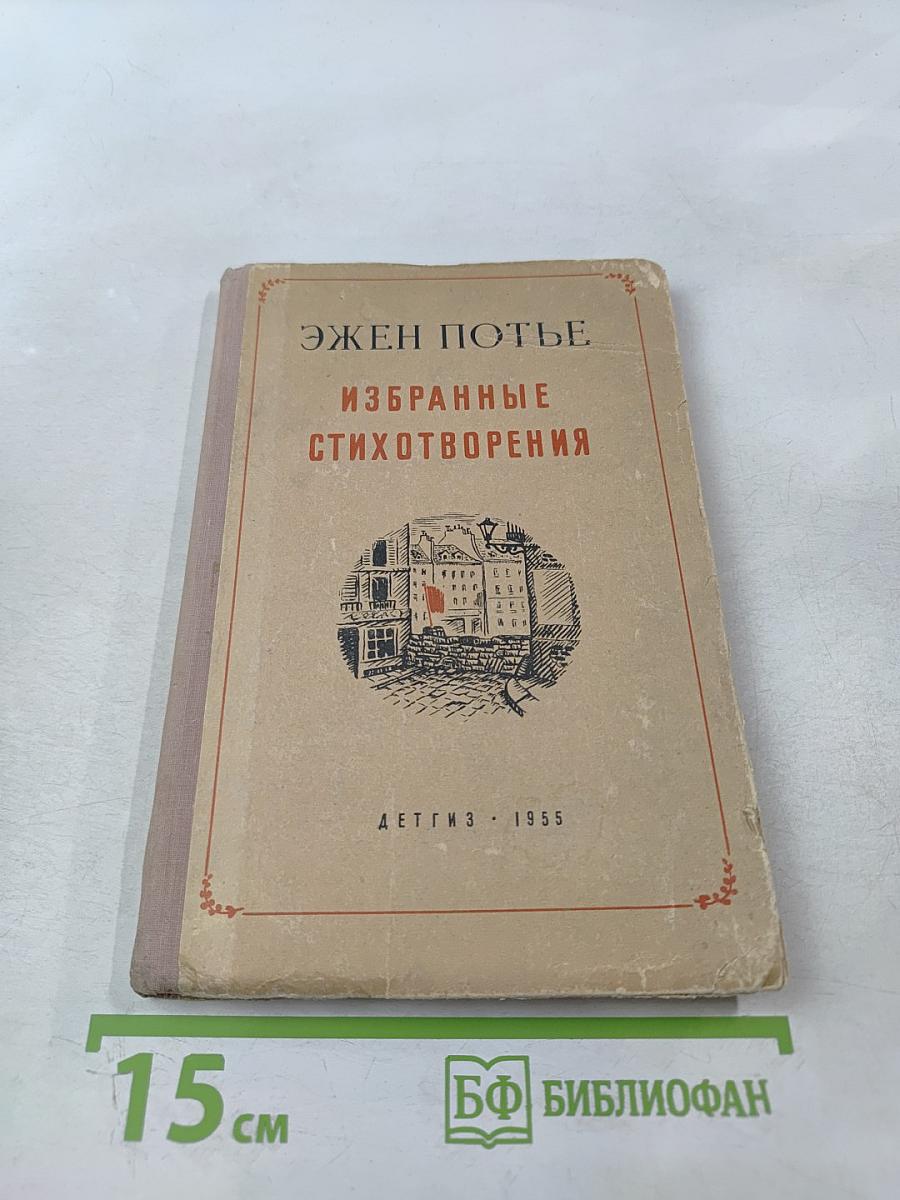 ЭЖЕН ПОТЬЕ
ИЗБРАННЫЕ
СТИХОТВОРЕНИЯ
ДЕТГИЗ · 1955
15 см
БФ БИБЛИОФАН